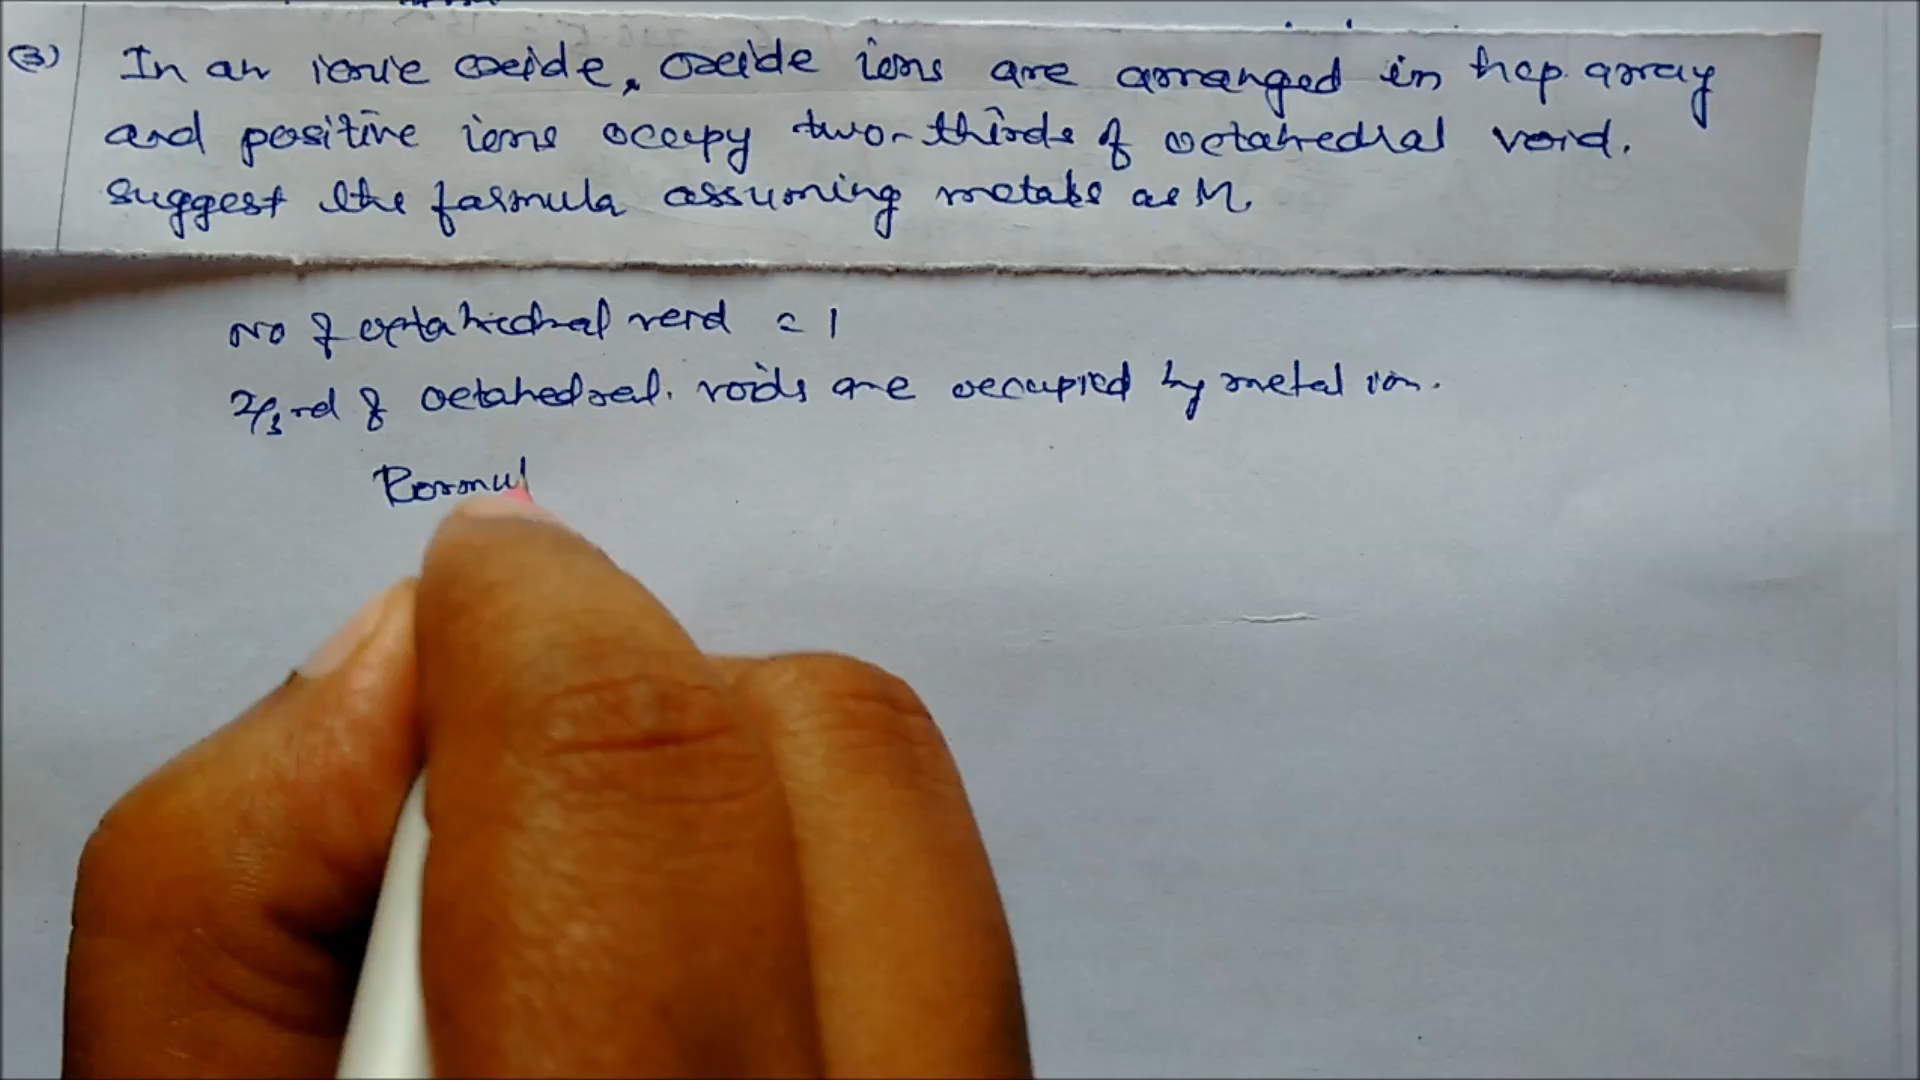 (3) In an ionic oxide, oxide ions are arranged in hcp array
and positive ions occupy two-thirds of octahedral void.
Suggest the formula assuming metals as M.
No of octahedral void = 1
2/3 rd of octahedral voids are occupied by metal ion.
Formul